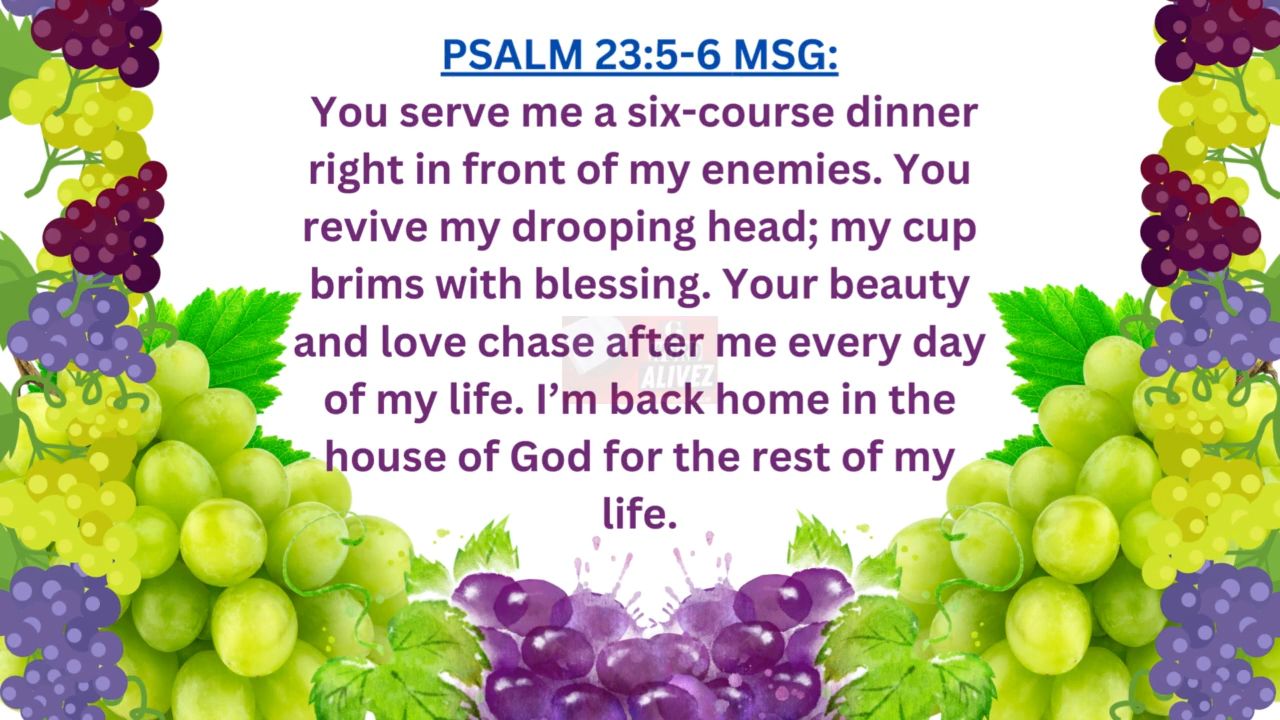 PSALM 23:5-6 MSG:
You serve me a six-course dinner
right in front of my enemies. You
revive my drooping head; my cup
brims with blessing. Your beauty
and love chase after me every day
of my life. I’m back home in the
house of God for the rest of my
life.
ALIVEZ